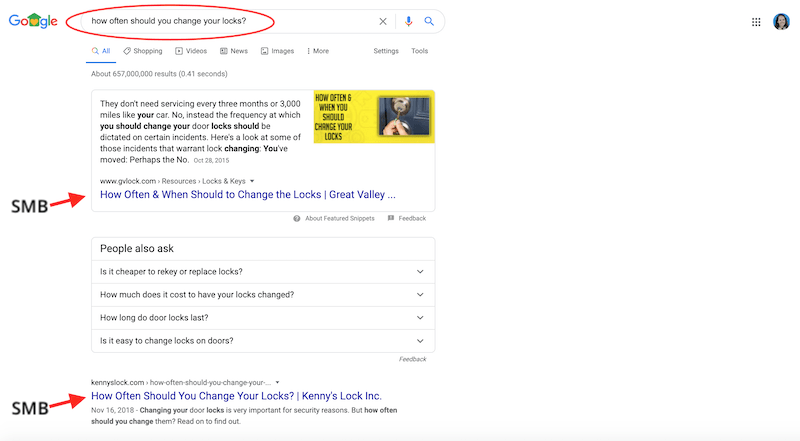 Google
how often should you change your locks?
All Shopping Videos News Images More Settings Tools
About 657,000,000 results (0.41 seconds)
They don't need servicing every three months or 3,000
miles like your car. No, instead the frequency at which
you should change your door locks should be
dictated on certain incidents. Here's a look at some of
those incidents that warrant lock changing: You've
moved: Perhaps the No. Oct 28, 2015
HOW OFTEN &
WHEN YOU
SHOULD
CHANGE YOUR
LOCKS
www.gvlock.com › Resources › Locks & Keys
SMB
How Often & When Should to Change the Locks | Great Valley ...
About Featured Snippets Feedback
People also ask
Is it cheaper to rekey or replace locks?
How much does it cost to have your locks changed?
How long do door locks last?
Is it easy to change locks on doors?
Feedback
kennyslock.com › how-often-should-you-change-your-...
SMB
How Often Should You Change Your Locks? | Kenny's Lock Inc.
Nov 16, 2018 - Changing your door locks is very important for security reasons. But how often
should you change them? Read on to find out.